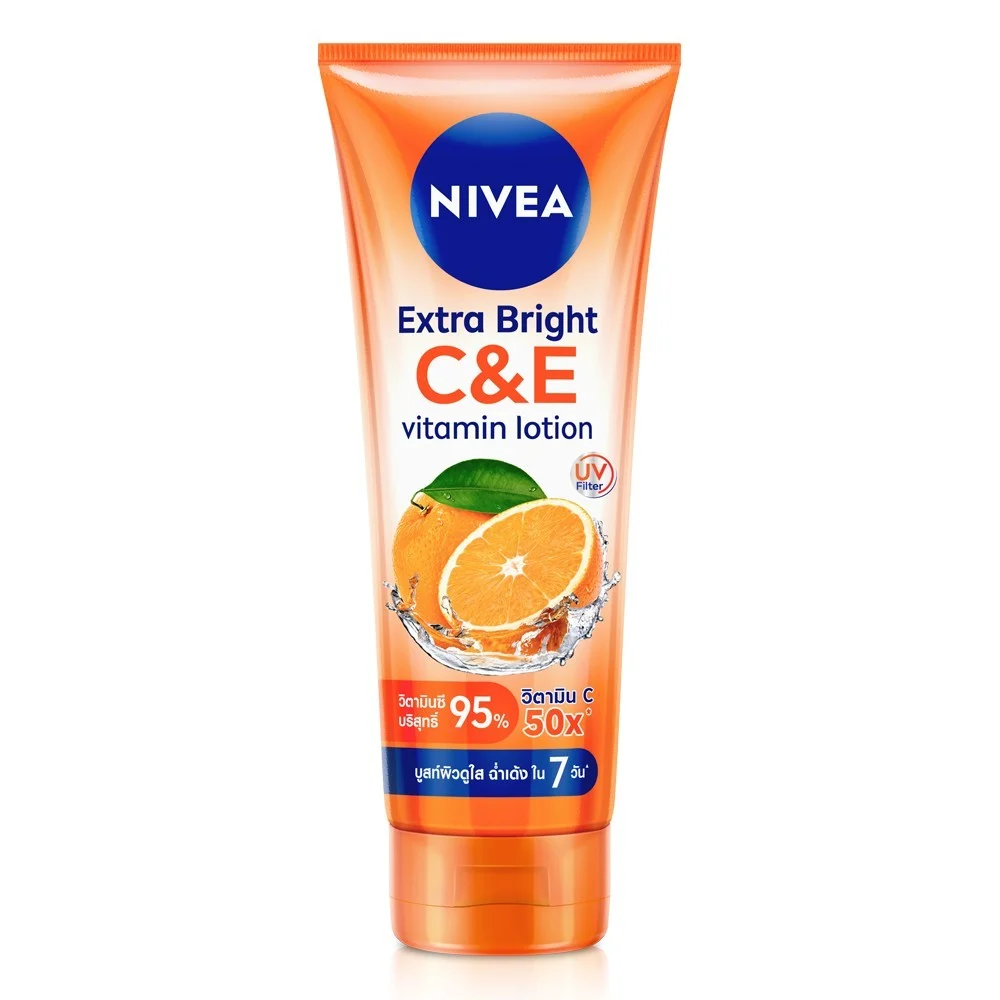 NIVEA
Extra Bright
C&E
vitamin lotion
UV
Filter
วิตามินซี
บริสุทธิ์ 95%
วิตามิน C
50x*
บูสท์ผิวดูใส ฉ่ำเด้ง ใน 7 วัน*